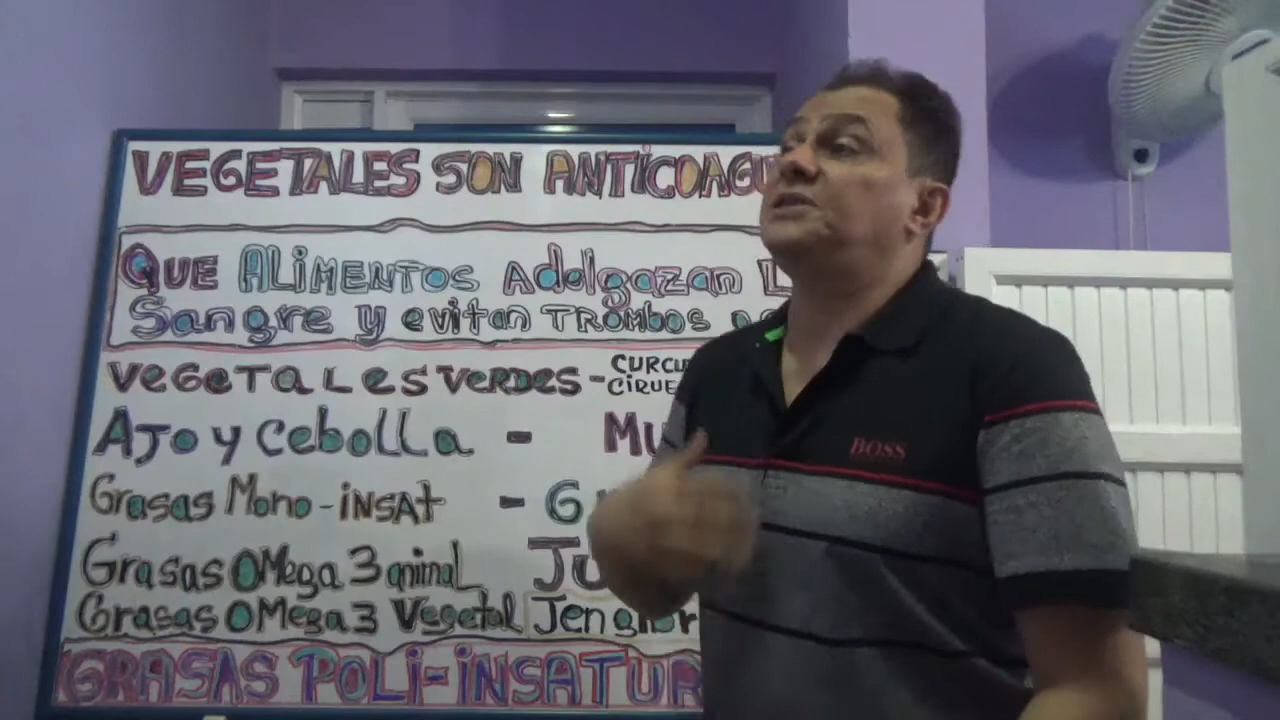 VEGETALES SON ANTICOAGU
QUE ALiMENTOS Adelgazan L
Sangre y evitan TROMBOS
VEGETALES VERDES - CURCU
CIRUE
AJO y Cebolla - Mu
Grasas Mono-iNSAt - G
Grasas OMega 3 animal Ju
Grasas OMega 3 Vegetal Jengibr
GRASAS POLI-iNSATUR
BOSS